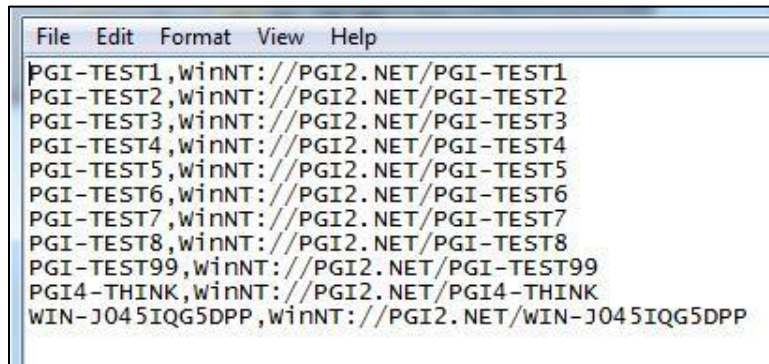 File Edit Format View Help
PGI-TEST1,WinNT://PGI2.NET/PGI-TEST1
PGI-TEST2,WinNT://PGI2.NET/PGI-TEST2
PGI-TEST3,WinNT://PGI2.NET/PGI-TEST3
PGI-TEST4,WinNT://PGI2.NET/PGI-TEST4
PGI-TEST5,WinNT://PGI2.NET/PGI-TEST5
PGI-TEST6,WinNT://PGI2.NET/PGI-TEST6
PGI-TEST7,WinNT://PGI2.NET/PGI-TEST7
PGI-TEST8,WinNT://PGI2.NET/PGI-TEST8
PGI-TEST99,WinNT://PGI2.NET/PGI-TEST99
PGI4-THINK,WinNT://PGI2.NET/PGI4-THINK
WIN-JO45IQG5DPP,WinNT://PGI2.NET/WIN-JO45IQG5DPP